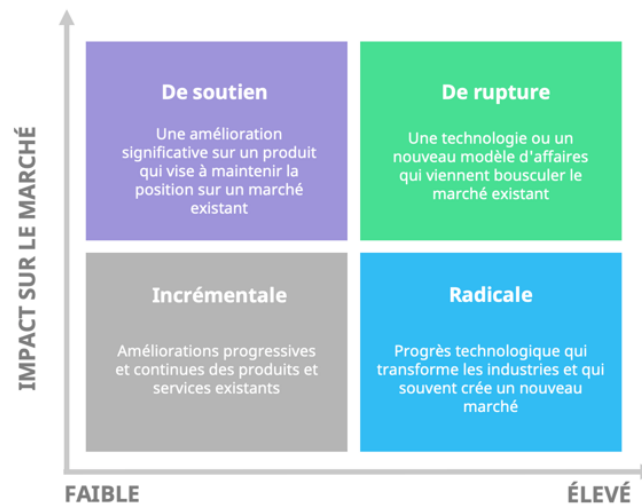 IMPACT SUR LE MARCHÉ
De soutien
Une amélioration
significative sur un produit
qui vise à maintenir la
position sur un marché
existant
De rupture
Une technologie ou un
nouveau modèle d'affaires
qui viennent bousculer le
marché existant
Incrémentale
Améliorations progressives
et continues des produits et
services existants
Radicale
Progrès technologique qui
transforme les industries et qui
souvent crée un nouveau
marché
FAIBLE
ÉLEVÉ